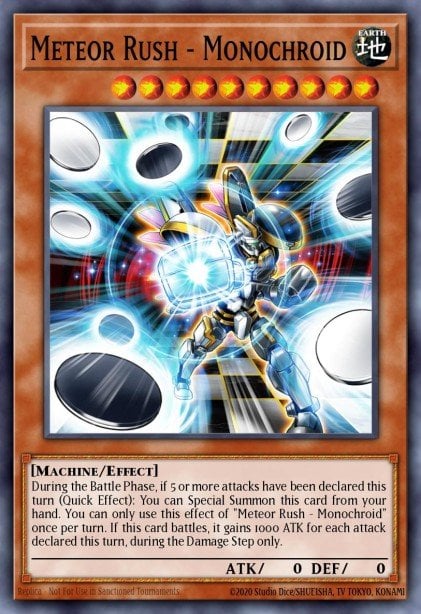 METEOR RUSH - MONOCHROID
EARTH
地
[MACHINE/EFFECT]
During the Battle Phase, if 5 or more attacks have been declared this
turn (Quick Effect): You can Special Summon this card from your
hand. You can only use this effect of "Meteor Rush - Monochroid"
once per turn. If this card battles, it gains 1000 ATK for each attack
declared this turn, during the Damage Step only.
ATK/ 0 DEF/ 0
Replica - Not For Use in Sanctioned Tournaments
©2020 Studio Dice/SHUEISHA, TV TOKYO, KONAMI